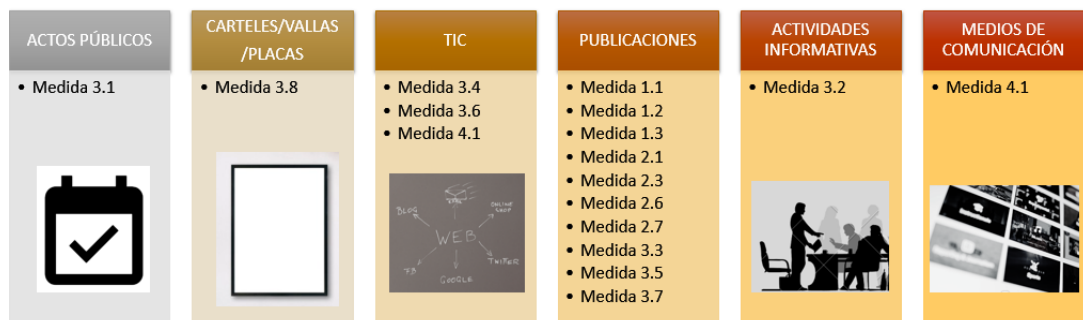 ACTOS PÚBLICOS
• Medida 3.1
CARTELES/VALLAS
/PLACAS
• Medida 3.8
TIC
• Medida 3.4
• Medida 3.6
• Medida 4.1
BLOG
ONLINE
SHOP
WEB
FB
TWITTER
GOOGLE
PUBLICACIONES
• Medida 1.1
• Medida 1.2
• Medida 1.3
• Medida 2.1
• Medida 2.3
• Medida 2.6
• Medida 2.7
• Medida 3.3
• Medida 3.5
• Medida 3.7
ACTIVIDADES
INFORMATIVAS
• Medida 3.2
MEDIOS DE
COMUNICACIÓN
• Medida 4.1